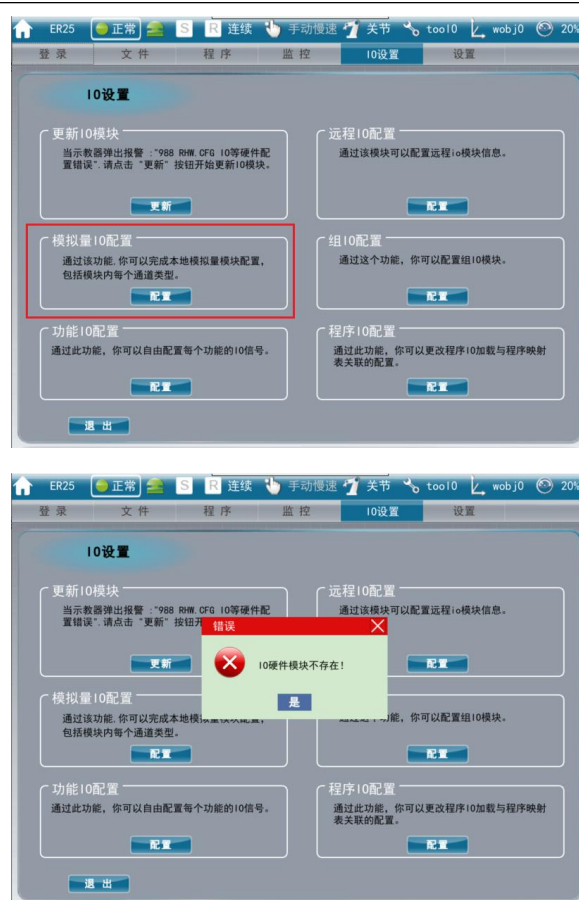 ER25 正常 S R 连续 手动慢速 关节 tool0 wobj0 20%
登录 文件 程序 监控 IO设置 设置
IO设置
更新IO模块
当示教器弹出报警 :"988 RHW.CFG IO等硬件配
置错误".请点击 "更新" 按钮开始更新IO模块。
更新
远程IO配置
通过该模块可以配置远程io模块信息。
配置
模拟量IO配置
通过该功能.你可以完成本地模拟量模块配置,
包括模块内每个通道类型。
配置
组IO配置
通过这个功能, 你可以配置组IO模块。
配置
功能IO配置
通过此功能, 你可以自由配置每个功能的IO信号。
配置
程序IO配置
通过此功能, 你可以更改程序IO加载与程序映射
表关联的配置。
配置
退出
ER25 正常 S R 连续 手动慢速 关节 tool0 wobj0 20%
登录 文件 程序 监控 IO设置 设置
IO设置
更新IO模块
当示教器弹出报警 :"988 RHW.CFG IO等硬件配
置错误".请点击 "更新" 按钮开
更新
远程IO配置
通过该模块可以配置远程io模块信息。
配置
错误
IO硬件模块不存在!
是
模拟量IO配置
通过该功能.你可以完成本地模
包括模块内每个通道类型。
配置
能, 你可以配置组IO模块。
配置
功能IO配置
通过此功能, 你可以自由配置每个功能的IO信号。
配置
程序IO配置
通过此功能, 你可以更改程序IO加载与程序映射
表关联的配置。
配置
退出